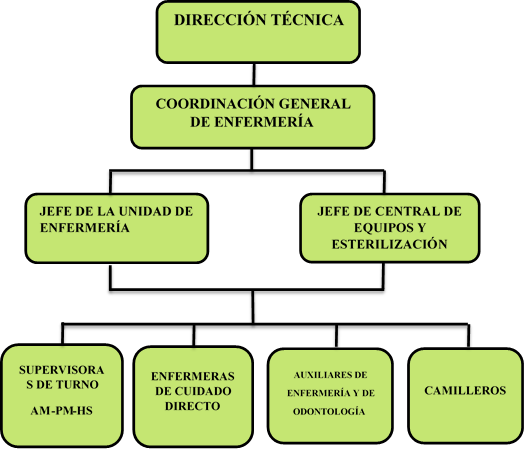 DIRECCIÓN TÉCNICA
COORDINACIÓN GENERAL
DE ENFERMERÍA
JEFE DE LA UNIDAD DE
ENFERMERÍA
JEFE DE CENTRAL DE
EQUIPOS Y
ESTERILIZACIÓN
SUPERVISORA
S DE TURNO
AM-PM-HS
ENFERMERAS
DE CUIDADO
DIRECTO
AUXILIARES DE
ENFERMERÍA Y DE
ODONTOLOGÍA
CAMILLEROS